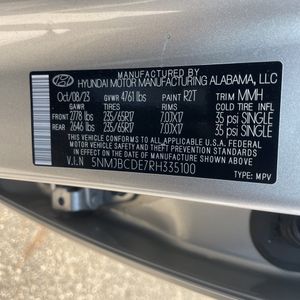 MANUFACTURED BY
HYUNDAI MOTOR MANUFACTURING ALABAMA, LLC
Oct/08/23 GVWR 4761 lbs PAINT R2T TRIM MMH
GAWR TIRES RIMS COLD TIRE INFL.
FRONT 2778 lbs 235/65R17 7.0JX17 35 psi SINGLE
REAR 2646 lbs 235/65R17 7.0JX17 35 psi SINGLE
THIS VEHICLE CONFORMS TO ALL APPLICABLE U.S.A. FEDERAL
MOTOR VEHICLE SAFETY AND THEFT PREVENTION STANDARDS
IN EFFECT ON THE DATE OF MANUFACTURE SHOWN ABOVE.
V.I.N 5NMJBCDE7RH335100
TYPE: MPV